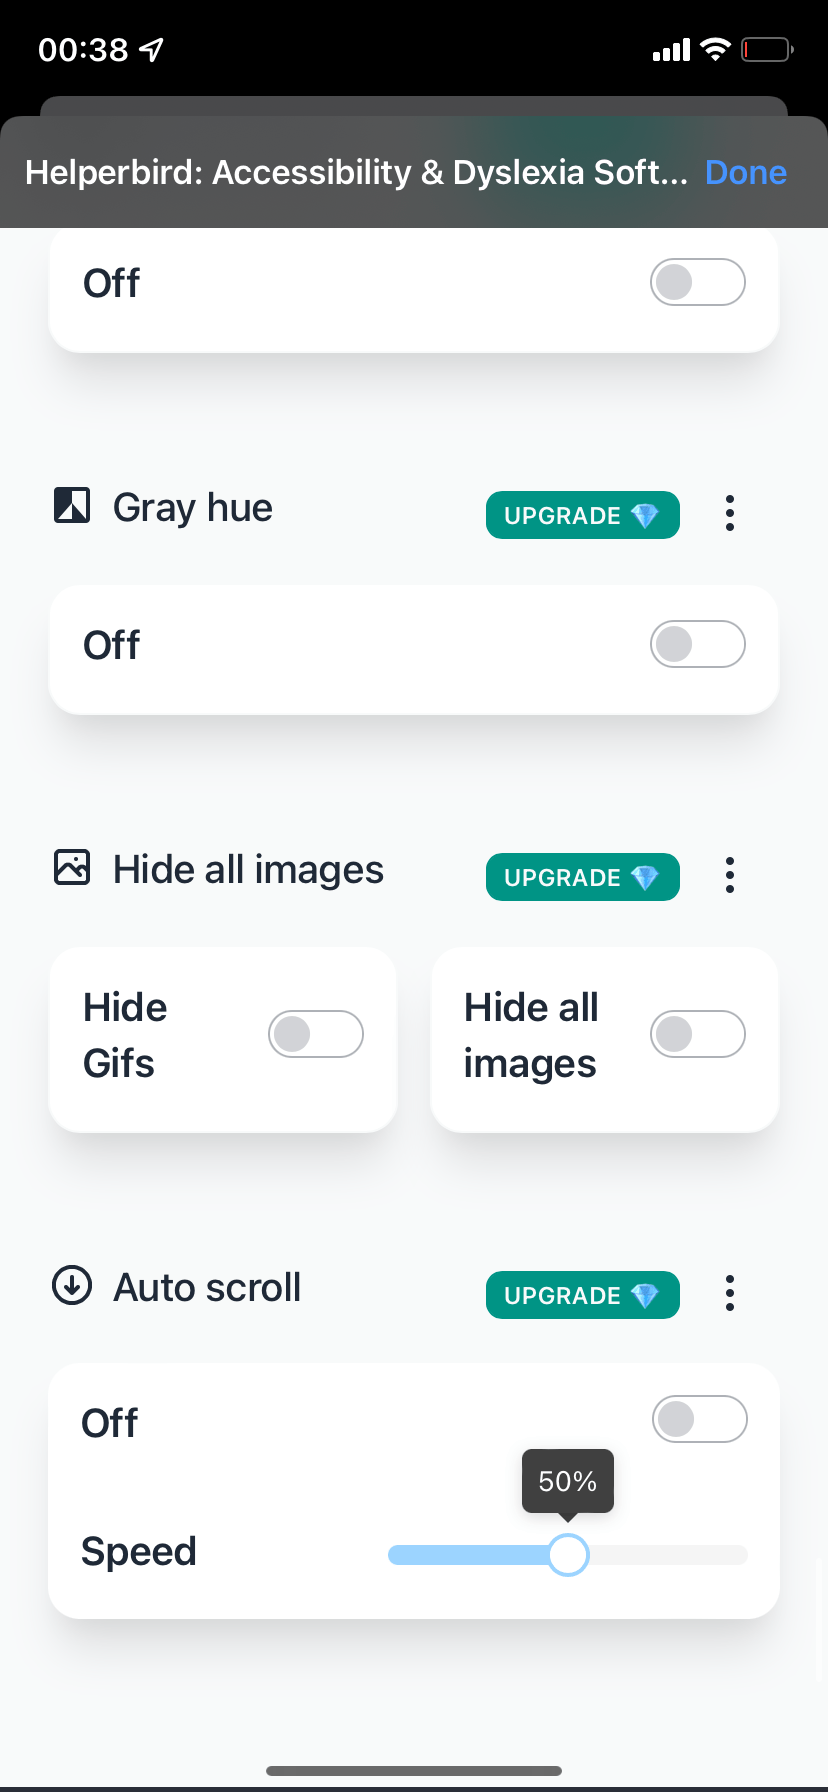 00:38
Helperbird: Accessibility & Dyslexia Soft... Done
Off
Gray hue UPGRADE 💎
Off
Hide all images UPGRADE 💎
Hide Gifs
Hide all images
Auto scroll UPGRADE 💎
Off
50%
Speed